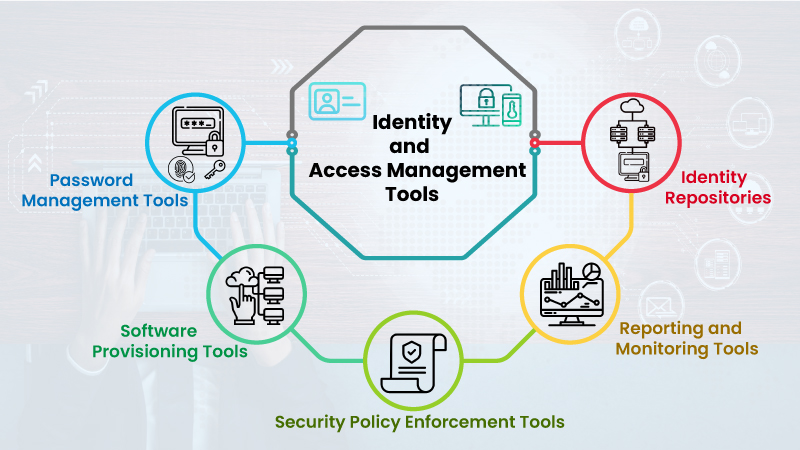 Identity
and
Access Management
Tools
Password
Management Tools
Identity
Repositories
Software
Provisioning Tools
Reporting and
Monitoring Tools
Security Policy Enforcement Tools